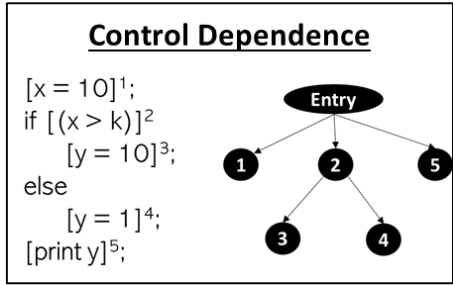 Control Dependence
[x = 10]¹;
if [(x > k)]²
[y = 10]³;
else
[y = 1]⁴;
[print y]⁵;
Entry
1
2
5
3
4